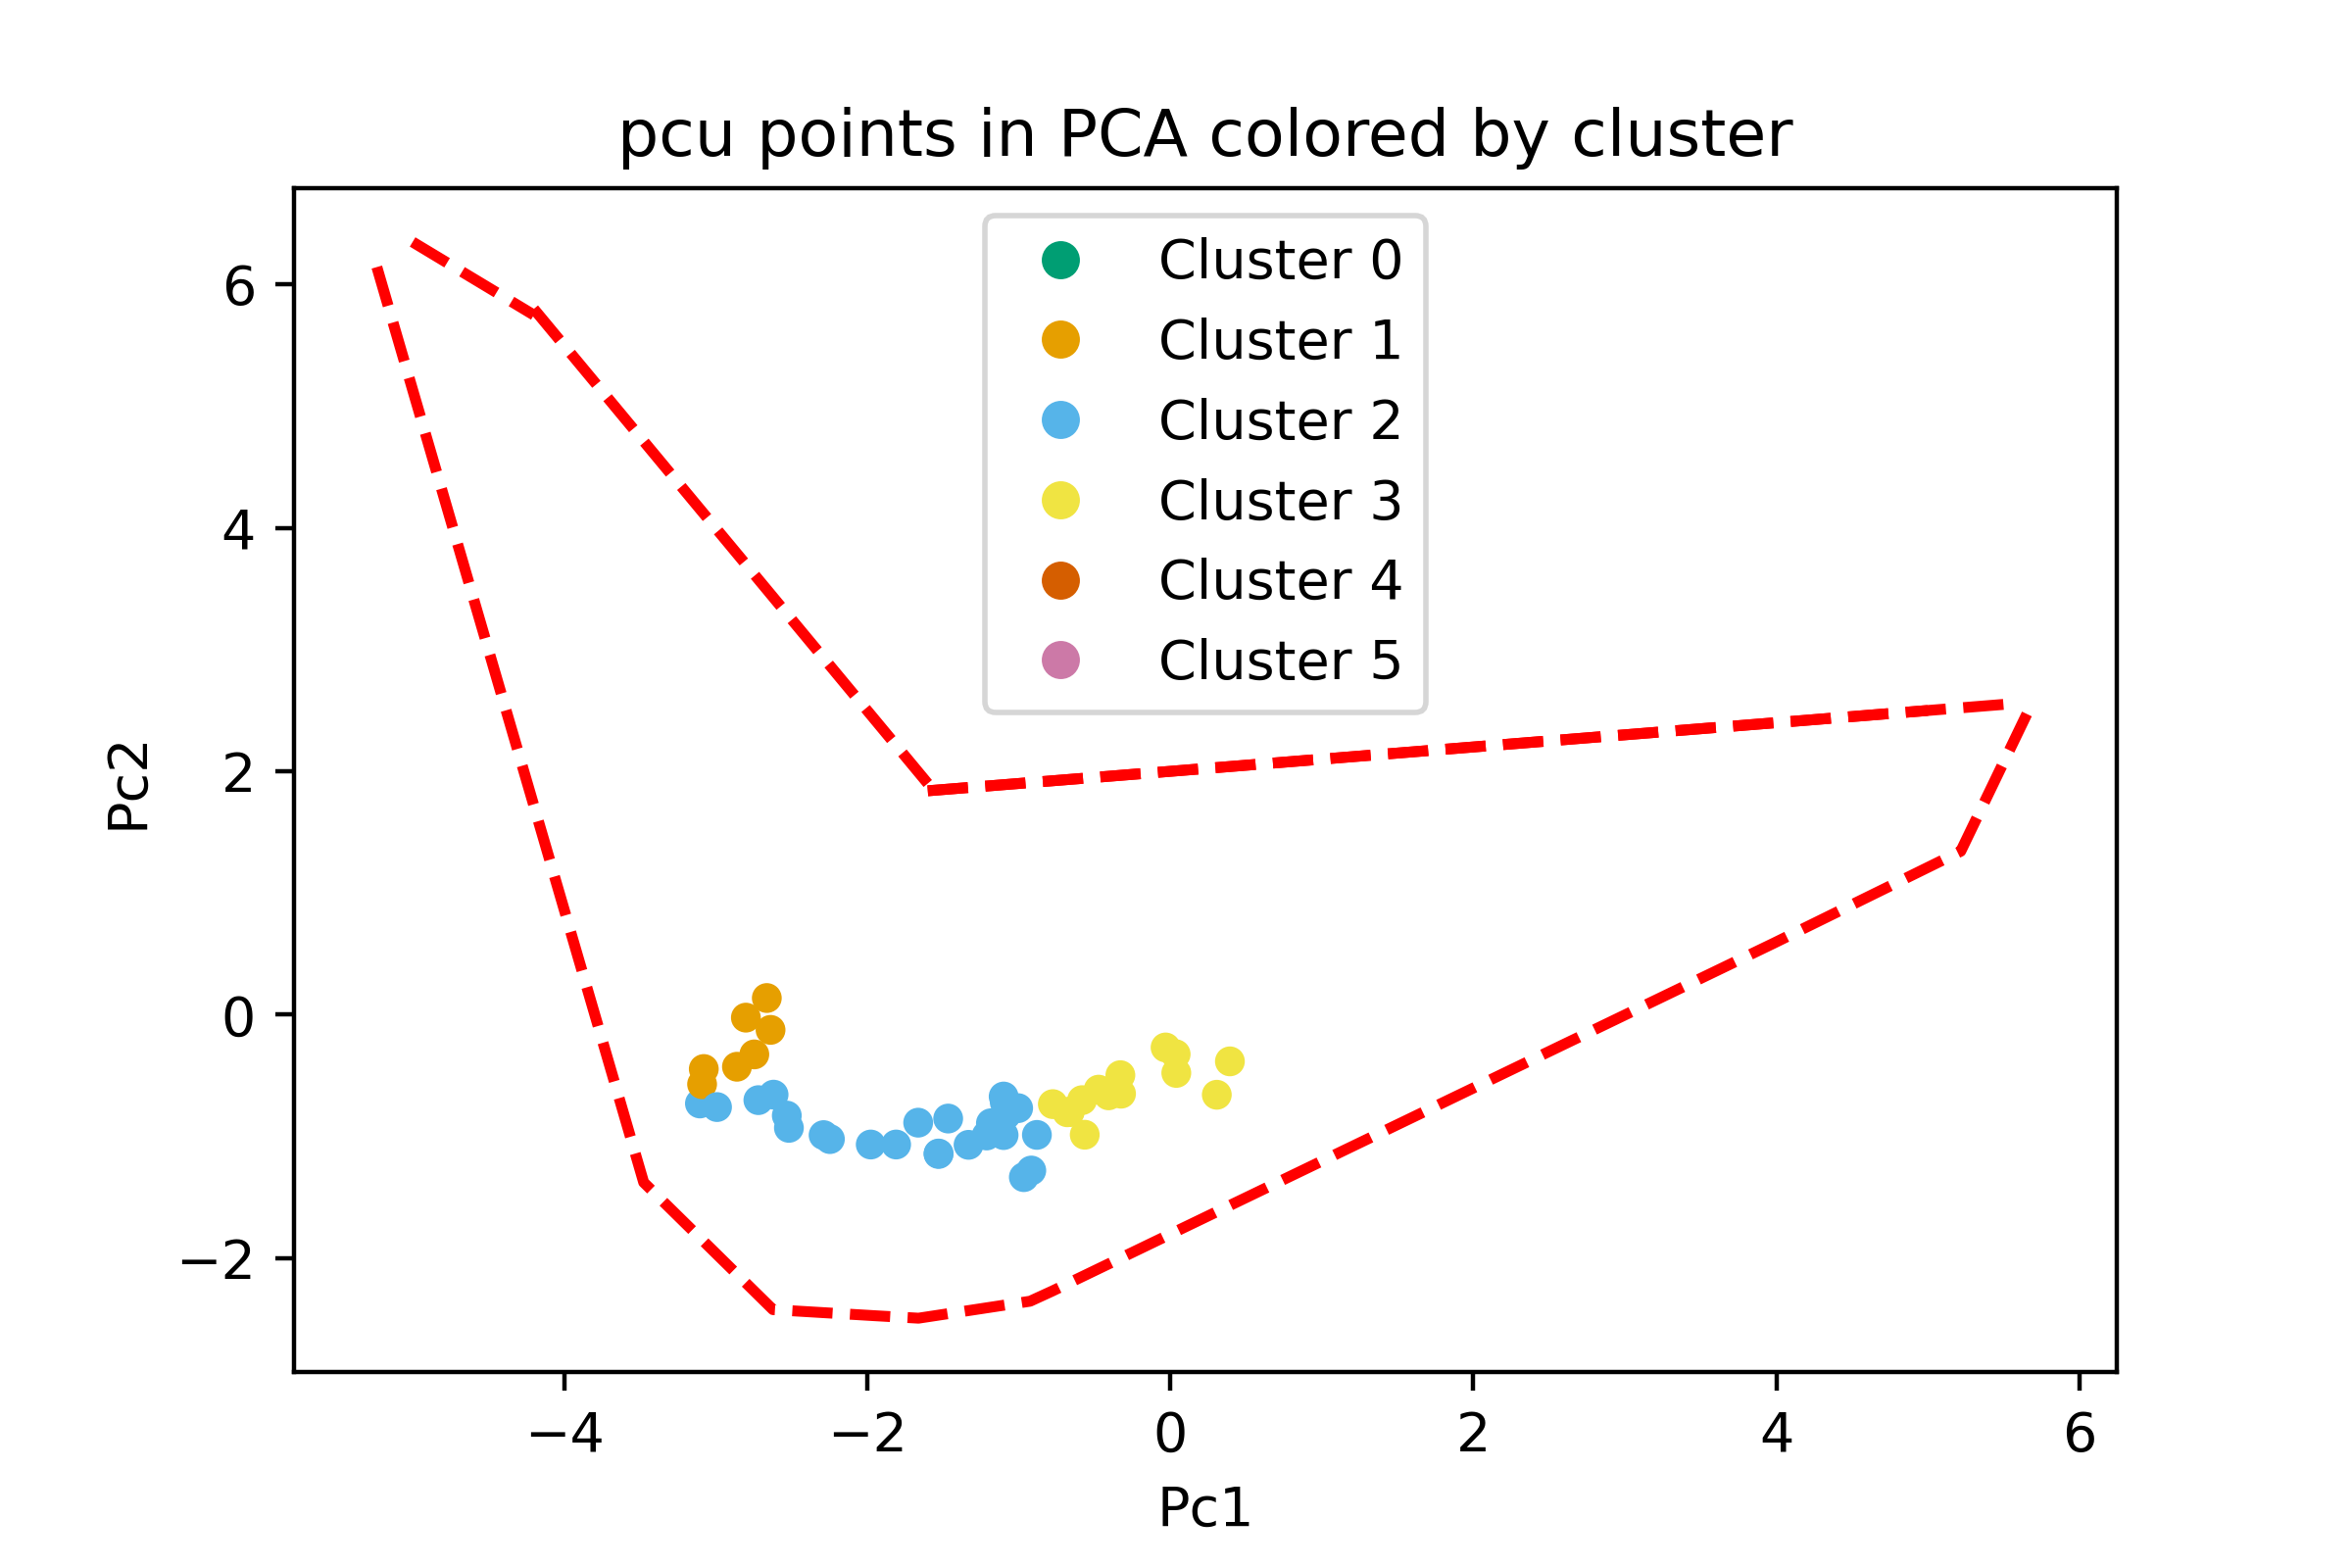 pcu points in PCA colored by cluster
Cluster 0
Cluster 1
Cluster 2
Cluster 3
Cluster 4
Cluster 5
6
4
2
0
−2
Pc2
−4 −2 0 2 4 6
Pc1